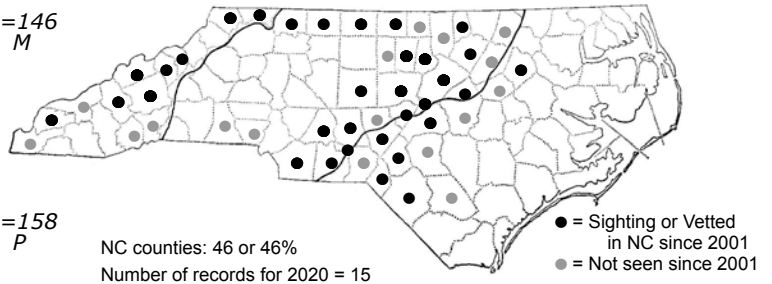 =146
M
=158
P
NC counties: 46 or 46%
Number of records for 2020 = 15
= Sighting or Vetted
in NC since 2001
= Not seen since 2001